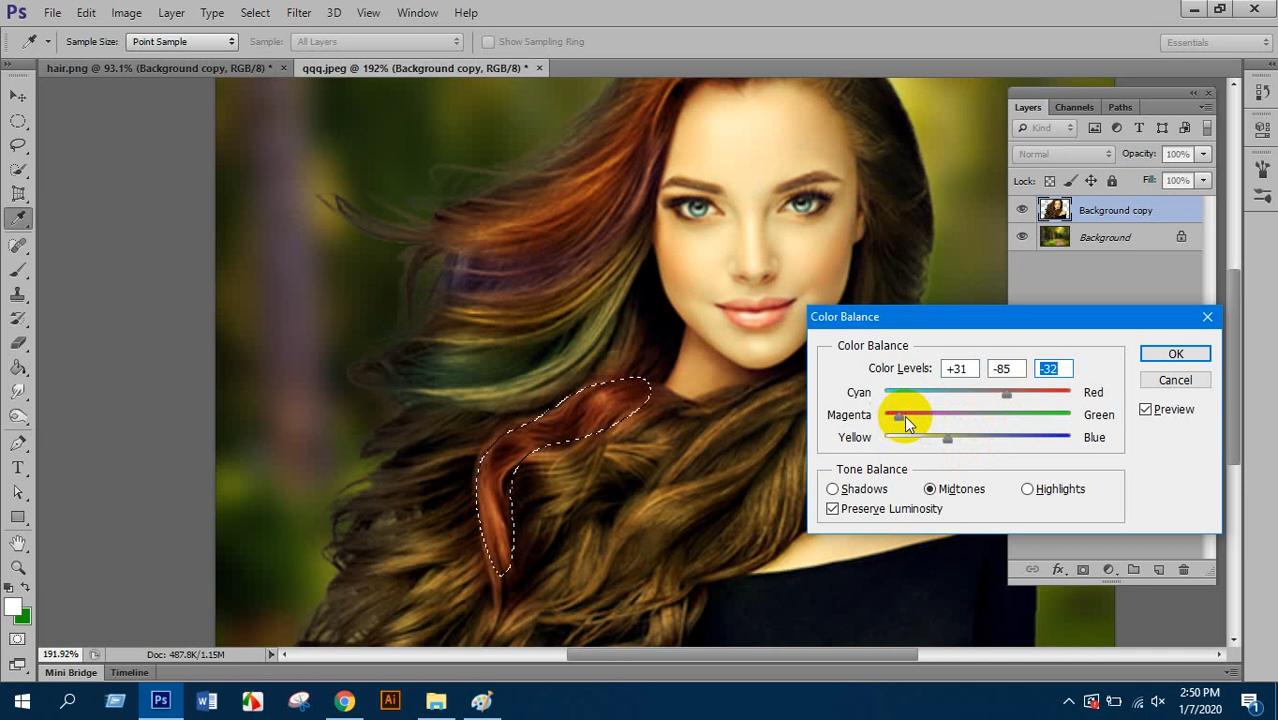 Ps File Edit Image Layer Type Select Filter 3D View Window Help
Sample Size: Point Sample Sample: All Layers Show Sampling Ring Essentials
hair.png @ 93.1% (Background copy, RGB/8) * × qqq.jpeg @ 192% (Background copy, RGB/8) * ×
Layers Channels Paths
Kind
Normal Opacity: 100%
Lock: Fill: 100%
Background copy
Background
Color Balance
Color Balance
Color Levels: +31 -85 -32
Cyan Red
Magenta Green
Yellow Blue
Tone Balance
Shadows Midtones Highlights
Preserve Luminosity
OK
Cancel
Preview
T
fx
191.92% Doc: 487.8K/1.15M
Mini Bridge Timeline
Ps Ai
2:50 PM
1/7/2020
1